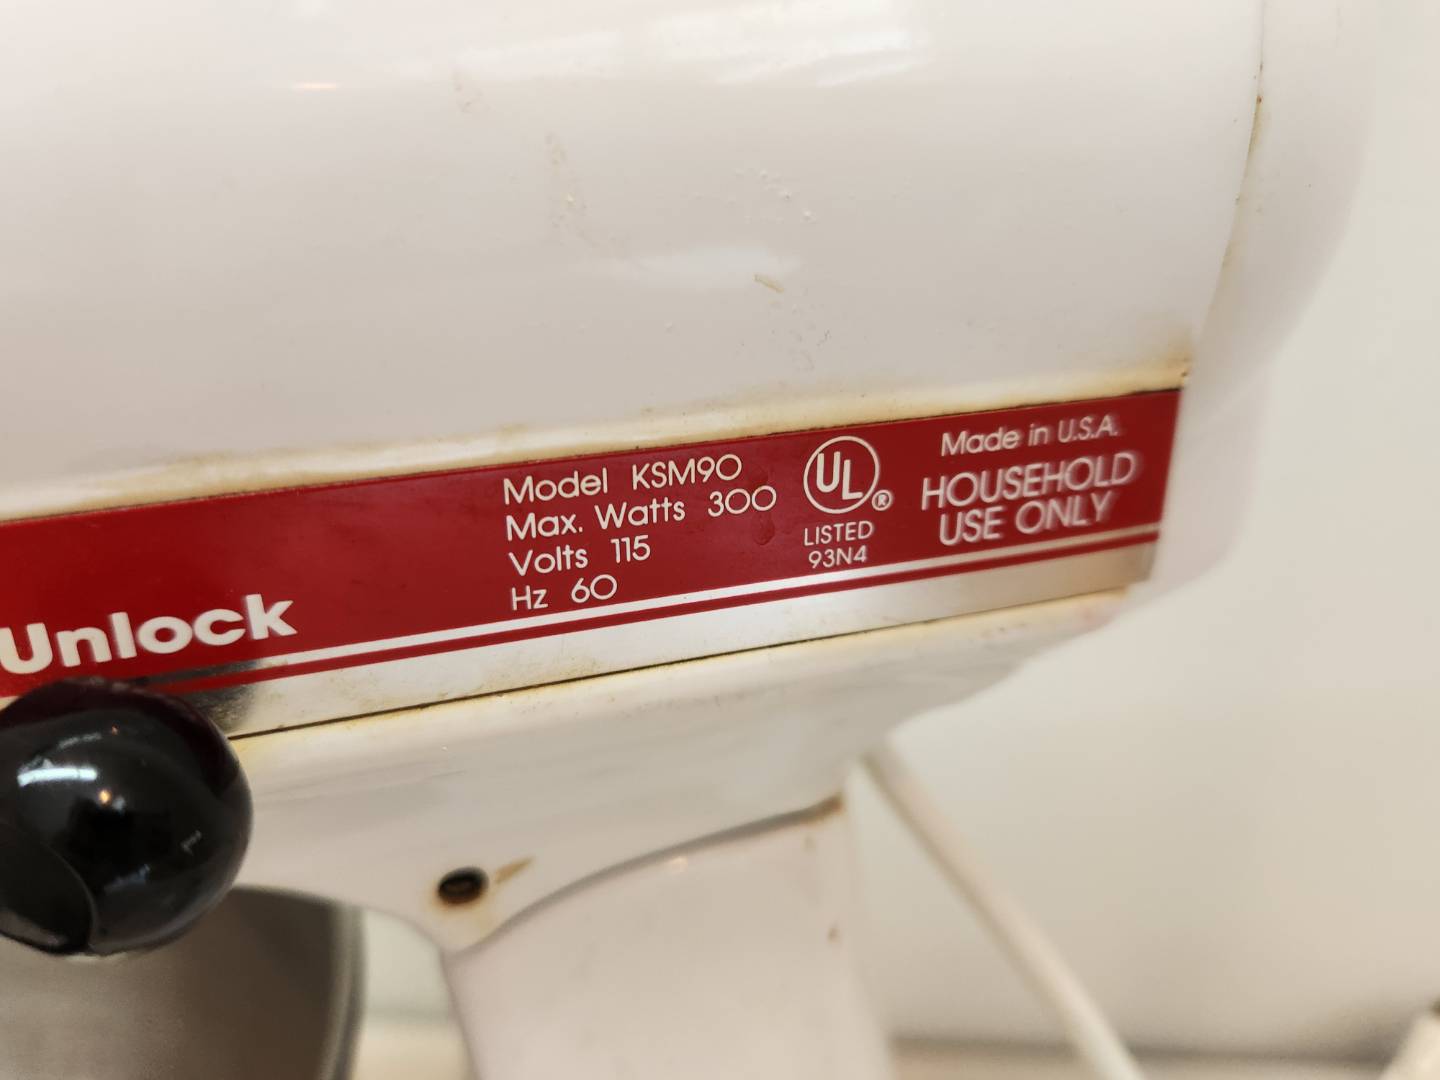 Unlock
Model KSM90
Max. Watts 300
Volts 115
Hz 60
UL®
LISTED
93N4
Made in U.S.A.
HOUSEHOLD
USE ONLY